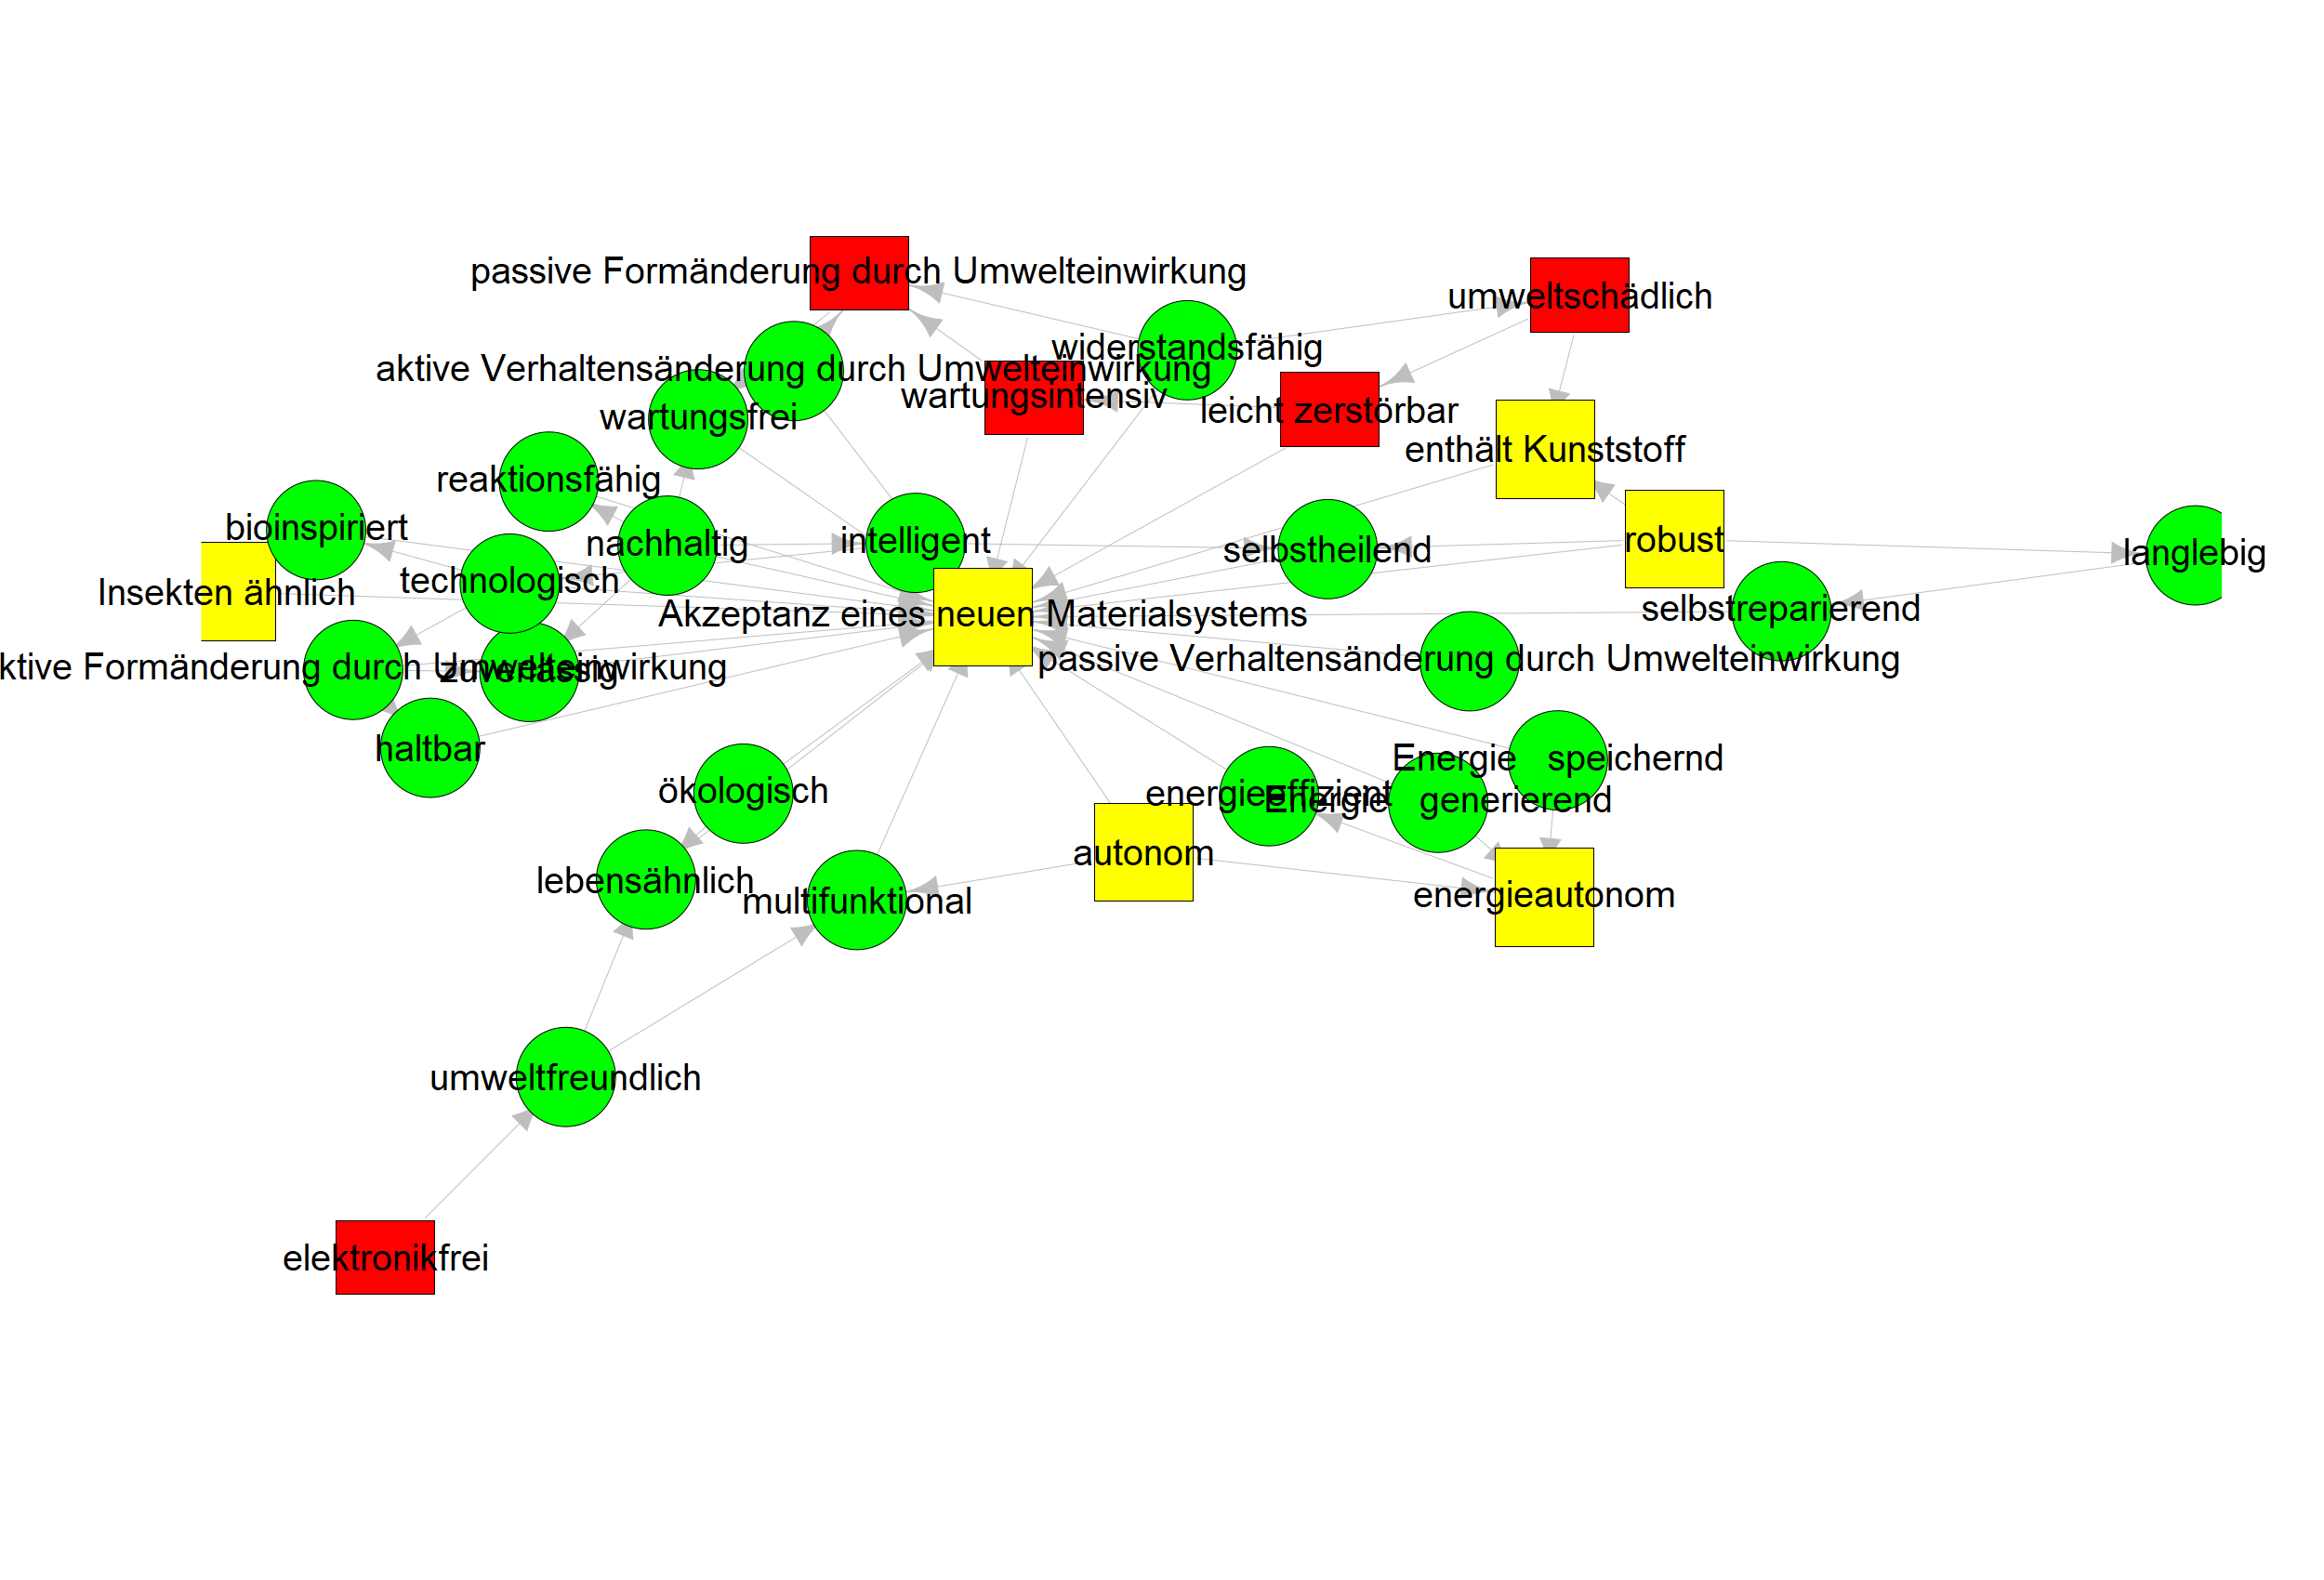 passive Formänderung durch Umwelteinwirkung
umweltschädlich
widerstandsfähig
aktive Verhaltensänderung durch Umwelteinwirkung
wartungsintensiv
wartungsfrei
leicht zerstörbar
enthält Kunststoff
reaktionsfähig
bioinspiriert
nachhaltig
intelligent
selbstheilend
robust
langlebig
technologisch
Insekten ähnlich
Akzeptanz eines neuen Materialsystems
selbstreparierend
ktive Formänderung durch Umwelteinwirkung
zuverlässig
passive Verhaltensänderung durch Umwelteinwirkung
haltbar
Energie speichernd
ökologisch
energieeffizient
Energie generierend
autonom
lebensähnlich
multifunktional
energieautonom
umweltfreundlich
elektronikfrei